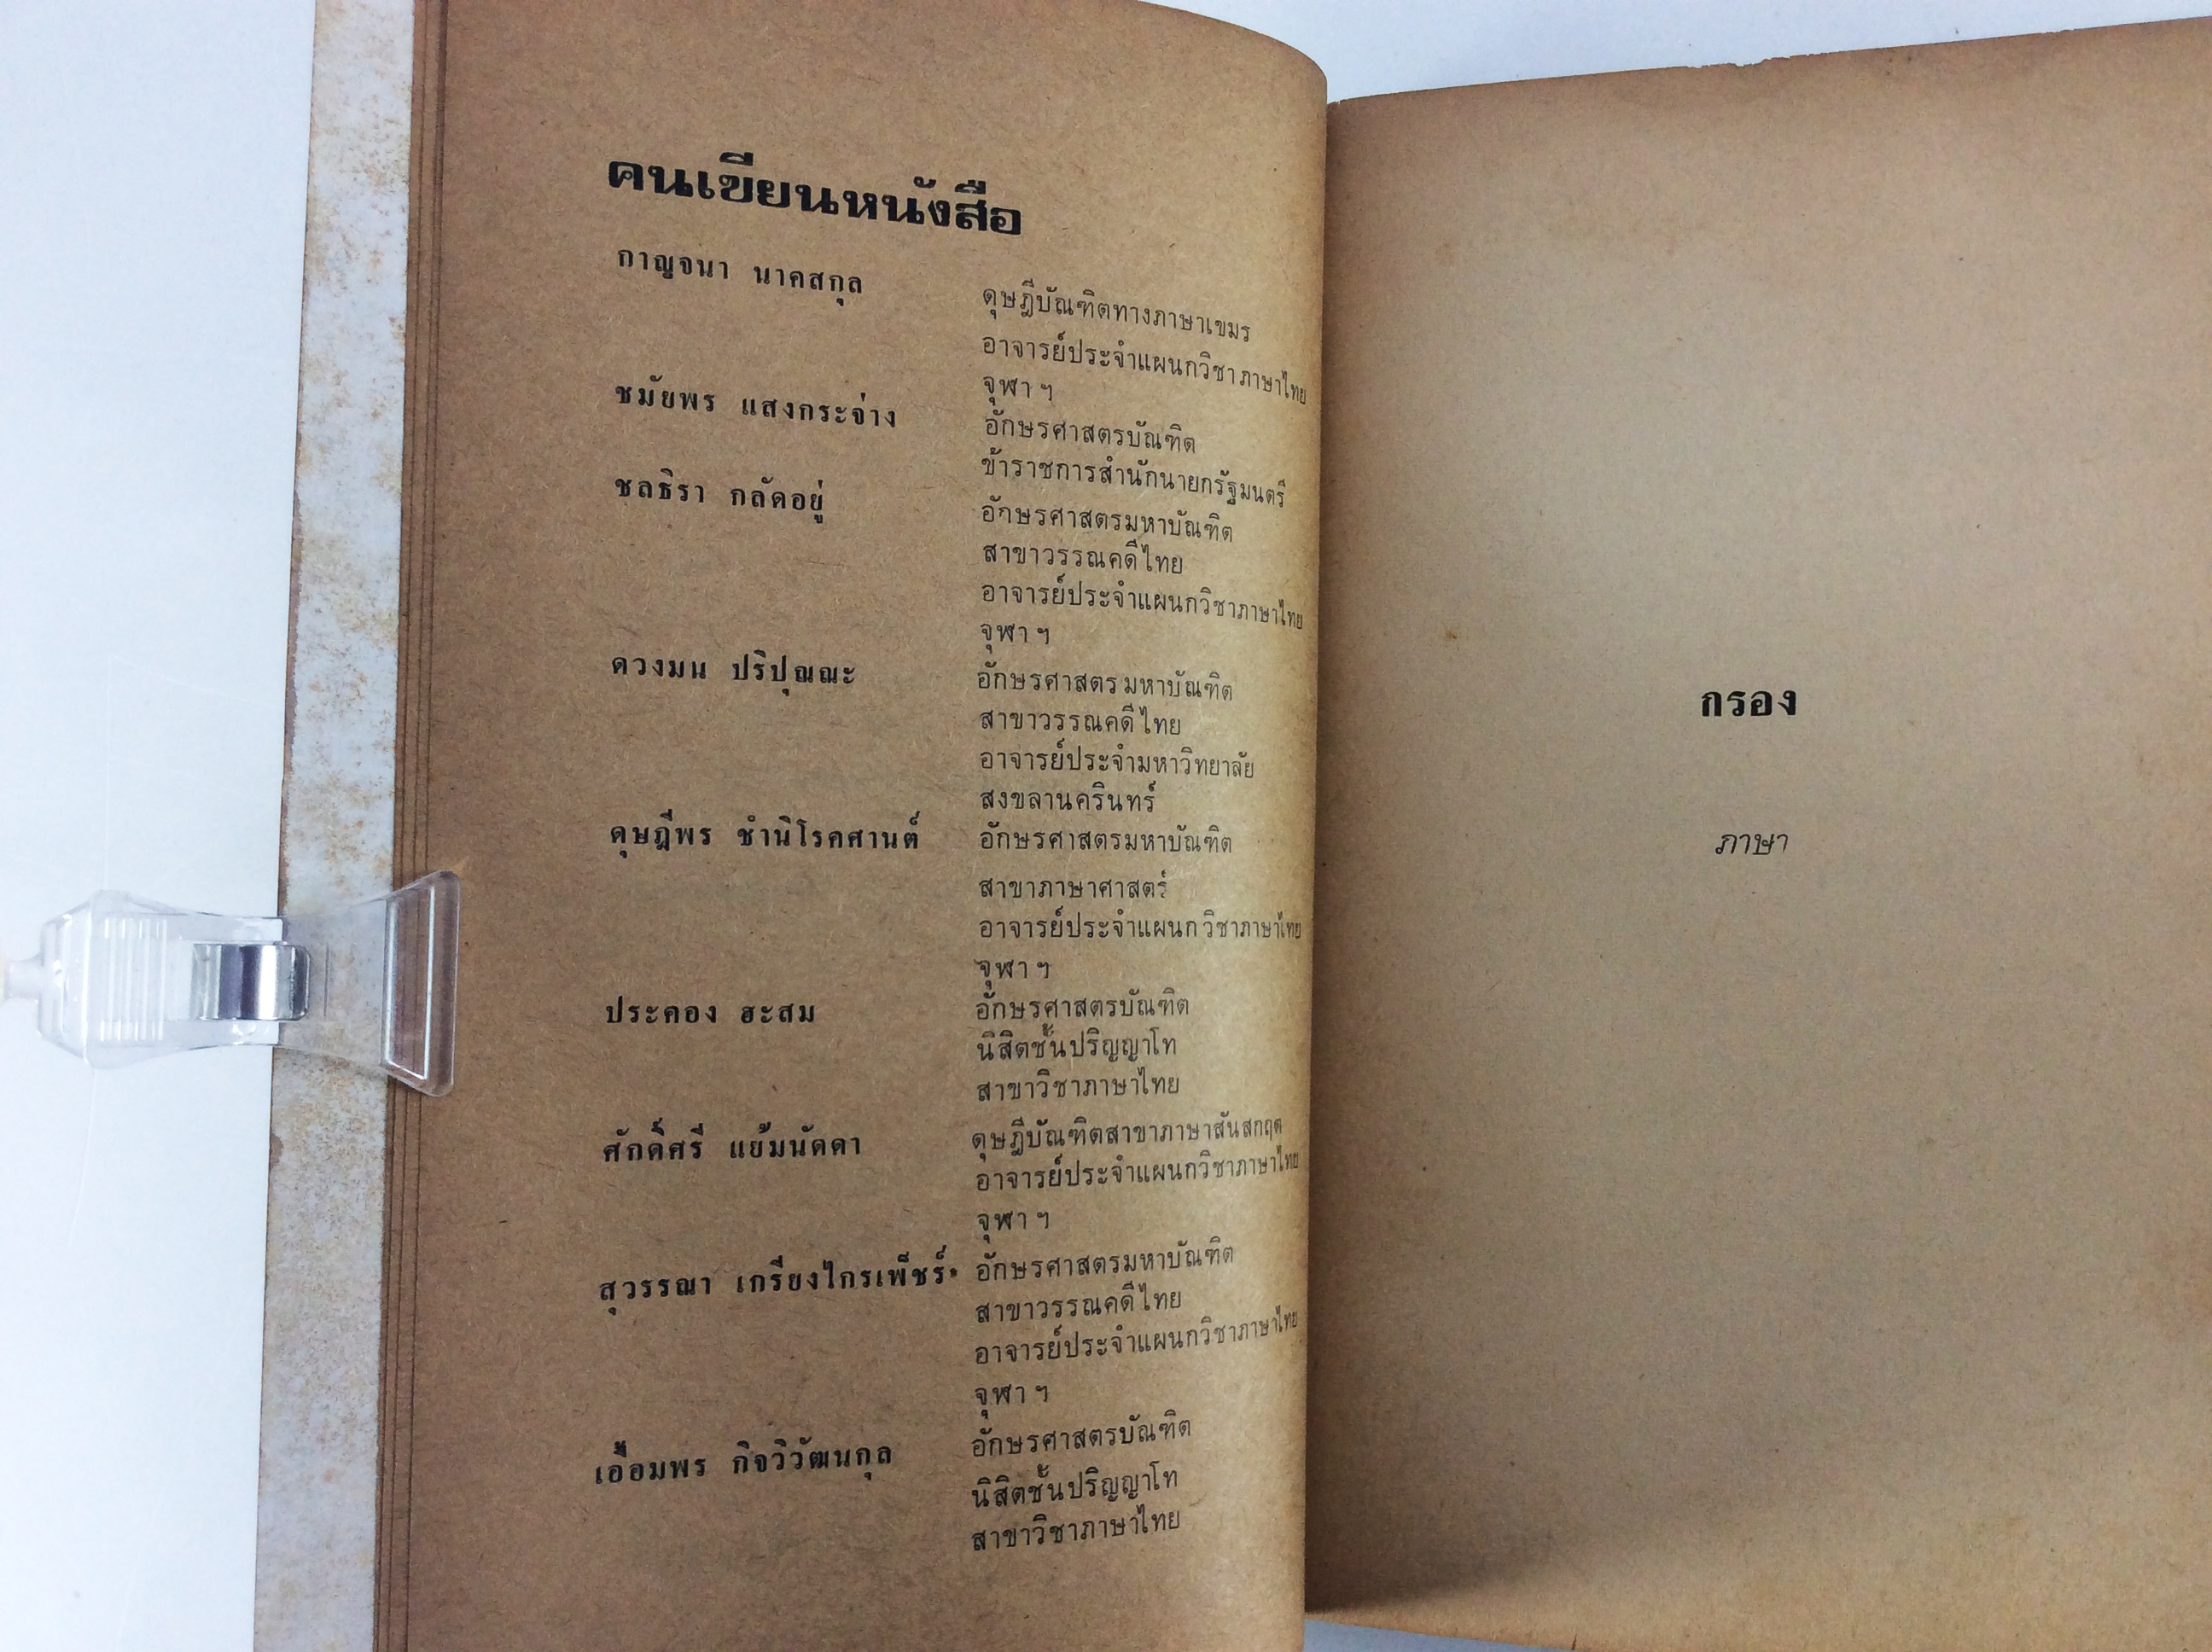 คนเขียนหนังสือ
กาญจนา นาคสกุล
ดุษฎีบัณฑิตทางภาษาเขมร
อาจารย์ประจำแผนกวิชาภาษาไทย
จุฬาฯ
ชมัยพร แสงกระจ่าง
อักษรศาสตรบัณฑิต
ข้าราชการสำนักนายกรัฐมนตรี
ชลธิรา กลัดอยู่
อักษรศาสตรมหาบัณฑิต
สาขาวรรณคดีไทย
อาจารย์ประจำแผนกวิชาภาษาไทย
จุฬาฯ
ดวงมน ปริปุณณะ
อักษรศาสตรมหาบัณฑิต
สาขาวรรณคดีไทย
อาจารย์ประจำมหาวิทยาลัย
สงขลานครินทร์
ดุษฎีพร ชำนิโรคศานต์
อักษรศาสตรมหาบัณฑิต
สาขาภาษาศาสตร์
อาจารย์ประจำแผนกวิชาภาษาไทย
จุฬาฯ
ประคอง ฮะสม
อักษรศาสตรบัณฑิต
นิสิตชั้นปริญญาโท
สาขาวิชาภาษาไทย
ศักดิ์ศรี แย้มนัดดา
ดุษฎีบัณฑิตสาขาภาษาสันสกฤต
อาจารย์ประจำแผนกวิชาภาษาไทย
จุฬาฯ
สุวรรณา เกรียงไกรเพ็ชร์
อักษรศาสตรมหาบัณฑิต
สาขาวรรณคดีไทย
อาจารย์ประจำแผนกวิชาภาษาไทย
จุฬาฯ
เอื้อมพร กิจวิวัฒนกุล
อักษรศาสตรบัณฑิต
นิสิตชั้นปริญญาโท
สาขาวิชาภาษาไทย
กรอง
ภาษา